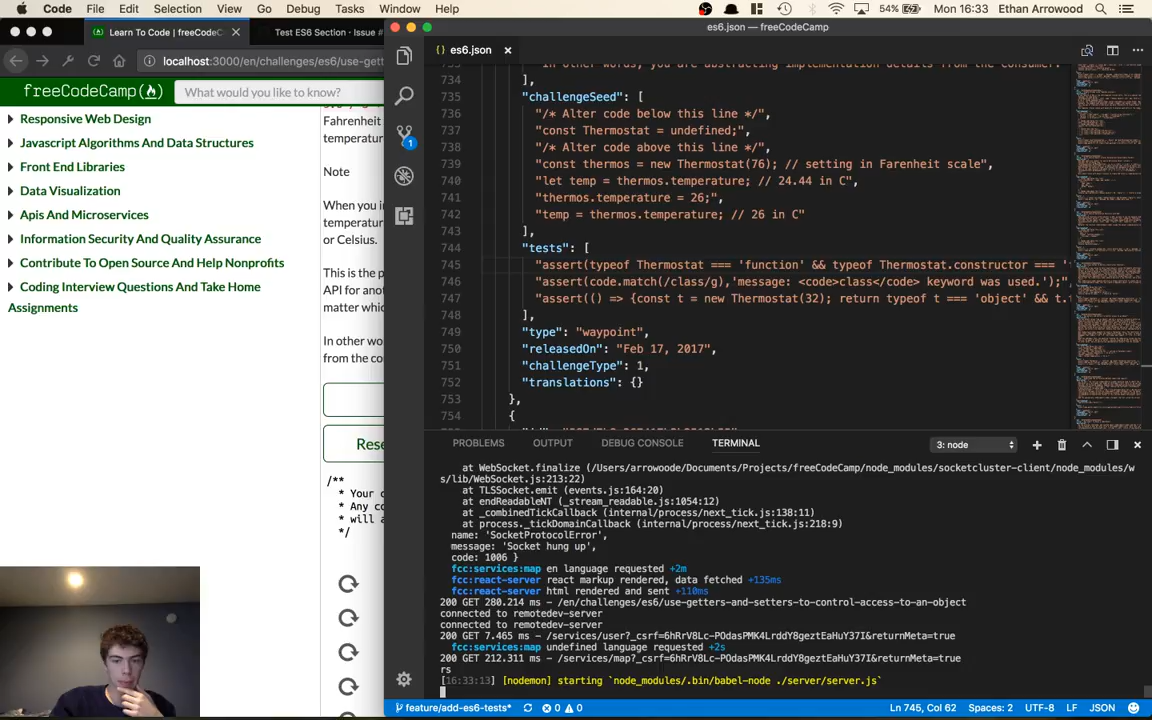 Code File Edit Selection View Go Debug Tasks Window Help 54% Mon 16:33 Ethan Arrowood
Learn To Code | freeCodeC
Test ES6 Section - Issue #
es6.json — freeCodeCamp
{} es6.json
localhost:3000/en/challenges/es6/use-gett
freeCodeCamp
What would you like to know?
Responsive Web Design
Javascript Algorithms And Data Structures
Front End Libraries
Data Visualization
Apis And Microservices
Information Security And Quality Assurance
Contribute To Open Source And Help Nonprofits
Coding Interview Questions And Take Home
Assignments
Fahrenheit
temperatur
Note
When you i
temperatur
or Celsius.
This is the p
API for anot
matter whic
In other wo
from the co
Rese
/**
* Your c
* Any co
* will a
*/
733 "In other words, you are abstracting implementation details from the consumer."
734 ],
735 "challengeSeed": [
736 "/* Alter code below this line */",
737 "const Thermostat = undefined;",
738 "/* Alter code above this line */",
739 "const thermos = new Thermostat(76); // setting in Farenheit scale",
740 "let temp = thermos.temperature; // 24.44 in C",
741 "thermos.temperature = 26;",
742 "temp = thermos.temperature; // 26 in C"
743 ],
744 "tests": [
745 "assert(typeof Thermostat === 'function' && typeof Thermostat.constructor === '
746 "assert(code.match(/class/g),'message: <code>class</code> keyword was used.');",
747 "assert(() => {const t = new Thermostat(32); return typeof t === 'object' && t.
748 ],
749 "type": "waypoint",
750 "releasedOn": "Feb 17, 2017",
751 "challengeType": 1,
752 "translations": {}
753 },
754 {
PROBLEMS OUTPUT DEBUG CONSOLE TERMINAL 3: node
at WebSocket.finalize (/Users/arrowoode/Documents/Projects/freeCodeCamp/node_modules/socketcluster-client/node_modules/w
s/lib/WebSocket.js:213:22)
at TLSSocket.emit (events.js:164:20)
at endReadableNT (_stream_readable.js:1054:12)
at _combinedTickCallback (internal/process/next_tick.js:138:11)
at process._tickDomainCallback (internal/process/next_tick.js:218:9)
name: 'SocketProtocolError',
message: 'Socket hung up',
code: 1006 }
fcc:services:map en language requested +2m
fcc:react-server react markup rendered, data fetched +135ms
fcc:react-server html rendered and sent +110ms
200 GET 280.214 ms - /en/challenges/es6/use-getters-and-setters-to-control-access-to-an-object
connected to remotedev-server
connected to remotedev-server
200 GET 7.465 ms - /services/user?_csrf=6hRrV8Lc-POdasPMK4LrddY8geztEaHuY37I&returnMeta=true
fcc:services:map undefined language requested +2s
200 GET 212.311 ms - /services/map?_csrf=6hRrV8Lc-POdasPMK4LrddY8geztEaHuY37I&returnMeta=true
rs
[16:33:13] [nodemon] starting `node_modules/.bin/babel-node ./server/server.js`
feature/add-es6-tests* 0 0 Ln 745, Col 62 Spaces: 2 UTF-8 LF JSON